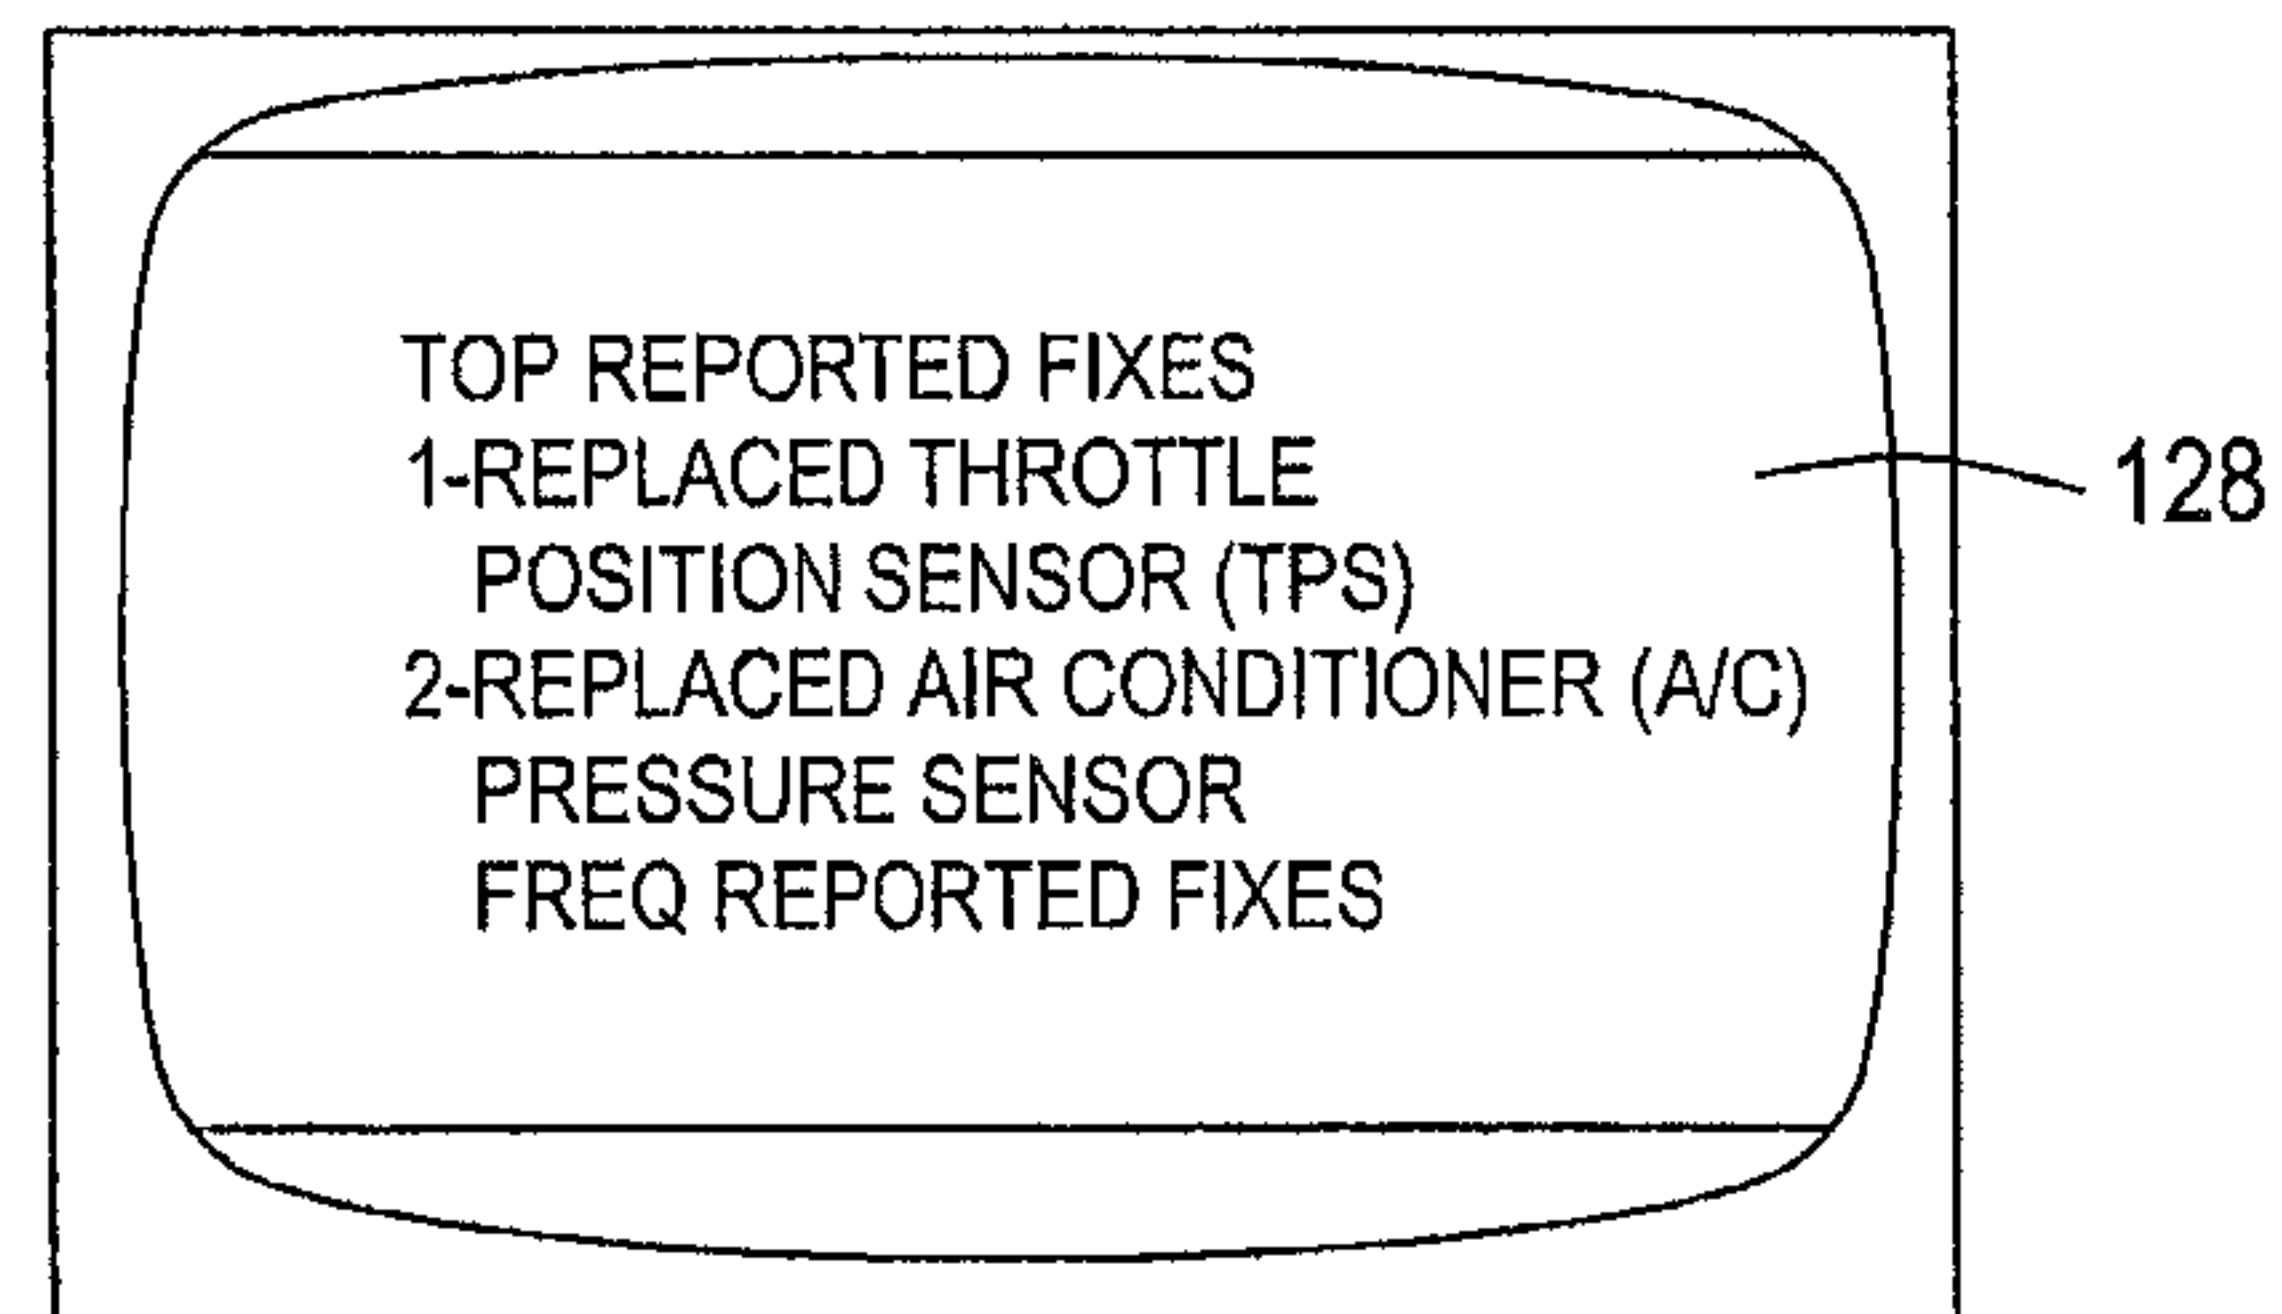 TOP REPORTED FIXES
1-REPLACED THROTTLE
POSITION SENSOR (TPS)
2-REPLACED AIR CONDITIONER (A/C)
PRESSURE SENSOR
FREQ REPORTED FIXES
128